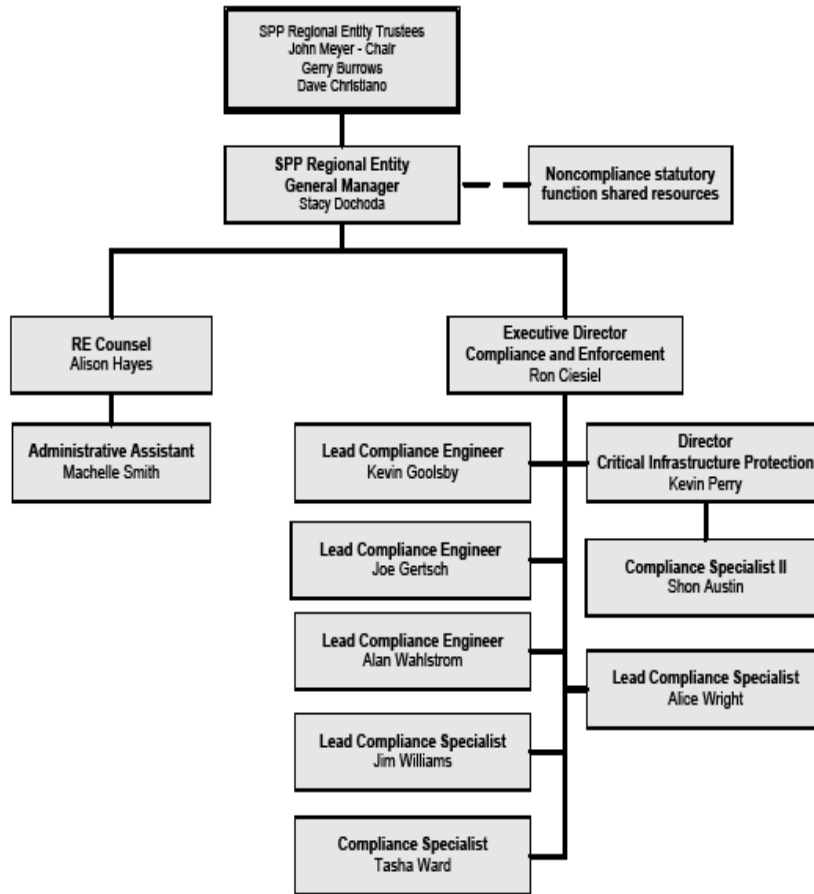 SPP Regional Entity Trustees
John Meyer - Chair
Gerry Burrows
Dave Christiano
SPP Regional Entity
General Manager
Stacy Dochoda
Noncompliance statutory
function shared resources
RE Counsel
Alison Hayes
Executive Director
Compliance and Enforcement
Ron Ciesiel
Administrative Assistant
Machelle Smith
Lead Compliance Engineer
Kevin Goolsby
Director
Critical Infrastructure Protection
Kevin Perry
Lead Compliance Engineer
Joe Gertsch
Compliance Specialist II
Shon Austin
Lead Compliance Engineer
Alan Wahlstrom
Lead Compliance Specialist
Alice Wright
Lead Compliance Specialist
Jim Williams
Compliance Specialist
Tasha Ward